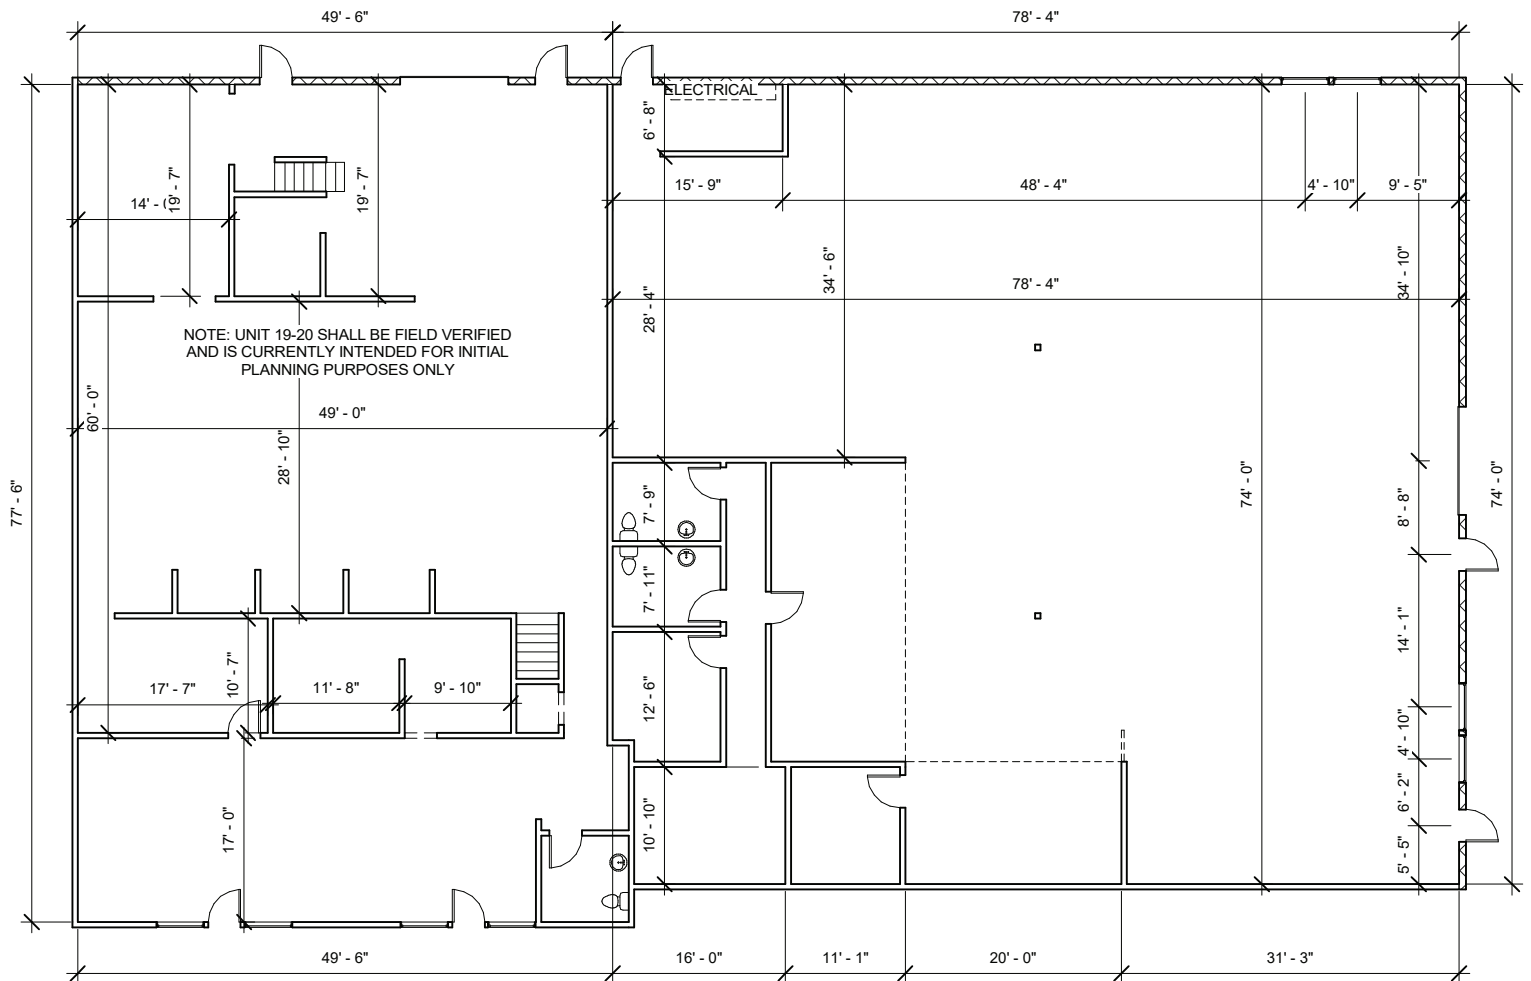 49' - 6"
78' - 4"
ELECTRICAL
6' - 8"
15' - 9"
48' - 4"
4' - 10"
9' - 5"
14' - 
19' - 7"
19' - 7"
34' - 6"
34' - 10"
28' - 4"
78' - 4"
NOTE: UNIT 19-20 SHALL BE FIELD VERIFIED
AND IS CURRENTLY INTENDED FOR INITIAL
PLANNING PURPOSES ONLY
60' - 0"
49' - 0"
28' - 10"
77' - 6"
7' - 9"
74' - 0"
8' - 8"
74' - 0"
7' - 11"
14' - 1"
17' - 7"
10' - 7"
11' - 8"
9' - 10"
12' - 6"
4' - 10"
6' - 2"
17' - 0"
10' - 10"
5' - 5"
49' - 6"
16' - 0"
11' - 1"
20' - 0"
31' - 3"